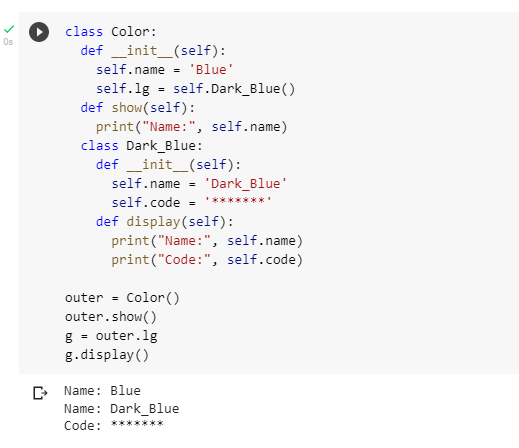 0s
class Color:
  def __init__(self):
    self.name = 'Blue'
    self.lg = self.Dark_Blue()
  def show(self):
    print("Name:", self.name)
  class Dark_Blue:
    def __init__(self):
      self.name = 'Dark_Blue'
      self.code = '*******'
    def display(self):
      print("Name:", self.name)
      print("Code:", self.code)

outer = Color()
outer.show()
g = outer.lg
g.display()
Name: Blue
Name: Dark_Blue
Code: *******